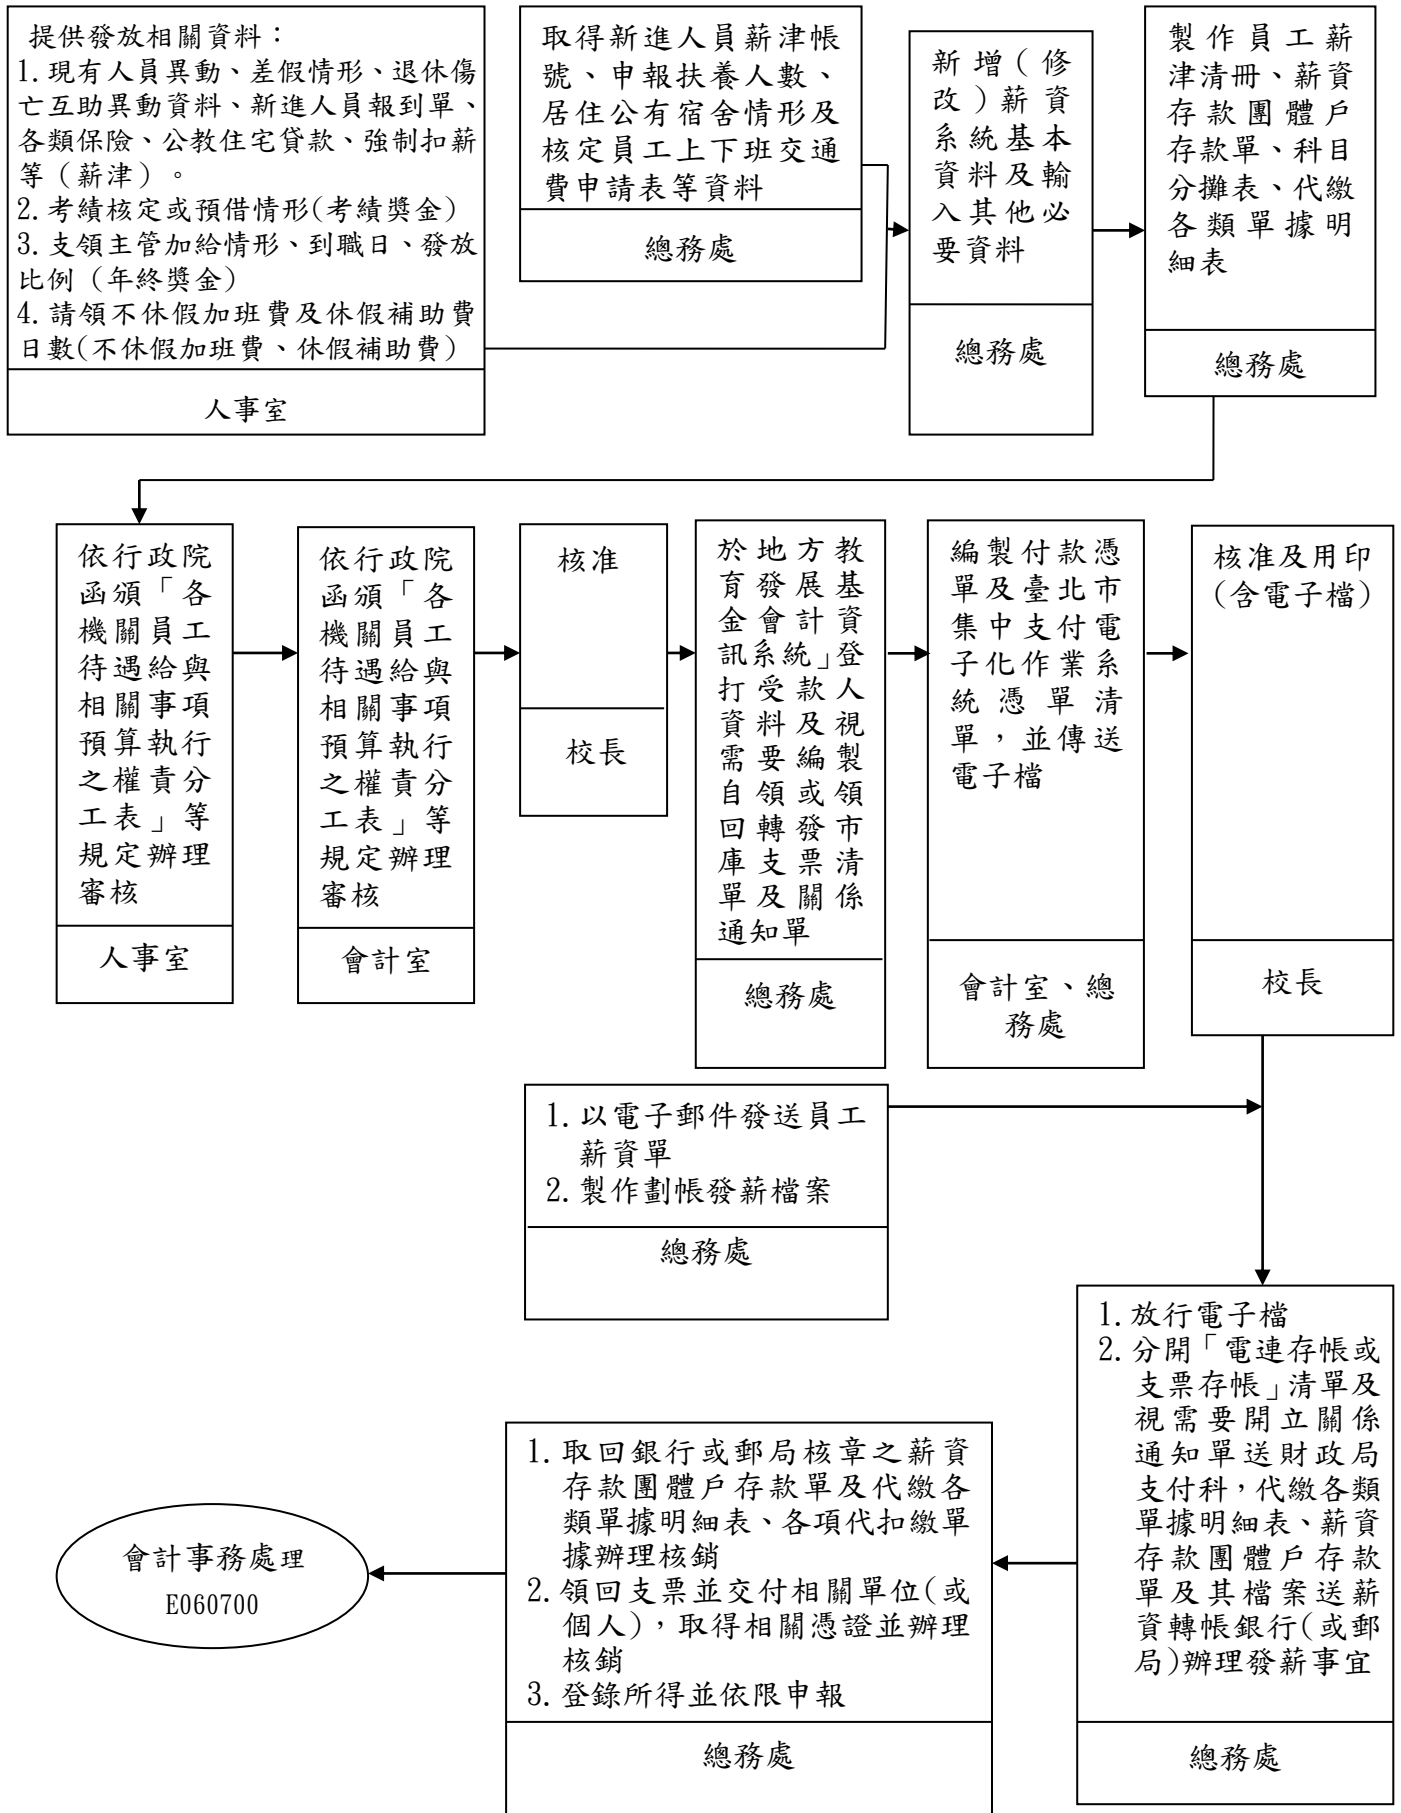 提供發放相關資料：
1.現有人員異動、差假情形、退休傷
亡互助異動資料、新進人員報到單、
各類保險、公教住宅貸款、強制扣薪
等（薪津）。
2.考績核定或預借情形(考績獎金)
3.支領主管加給情形、到職日、發放
比例（年終獎金)
4.請領不休假加班費及休假補助費
日數(不休假加班費、休假補助費)
人事室
取得新進人員薪津帳
號、申報扶養人數、
居住公有宿舍情形及
核定員工上下班交通
費申請表等資料
總務處
新增（修
改）薪資
系統基本
資料及輸
入其他必
要資料
總務處
製作員工薪
津清冊、薪資
存款團體戶
存款單、科目
分攤表、代繳
各類單據明
細表
總務處
依行政院
函頒「各
機關員工
待遇給與
相關事項
預算執行
之權責分
工表」等
規定辦理
審核
人事室
依行政院
函頒「各
機關員工
待遇給與
相關事項
預算執行
之權責分
工表」等
規定辦理
審核
會計室
核准
校長
於地方教
育發展基
金會計資
訊系統」登
打受款人
資料及視
需要編製
自領或領
回轉發市
庫支票清
單及關係
通知單
總務處
編製付款憑
單及臺北市
集中支付電
子化作業系
統憑單清
單，並傳送
電子檔
會計室、總
務處
核准及用印
(含電子檔)
校長
1.以電子郵件發送員工
薪資單
2.製作劃帳發薪檔案
總務處
1.放行電子檔
2.分開「電連存帳或
支票存帳」清單及
視需要開立關係
通知單送財政局
支付科，代繳各類
單據明細表、薪資
存款團體戶存款
單及其檔案送薪
資轉帳銀行(或郵
局)辦理發薪事宜
總務處
1.取回銀行或郵局核章之薪資
存款團體戶存款單及代繳各
類單據明細表、各項代扣繳單
據辦理核銷
2.領回支票並交付相關單位(或
個人)，取得相關憑證並辦理
核銷
3.登錄所得並依限申報
總務處
會計事務處理
E060700